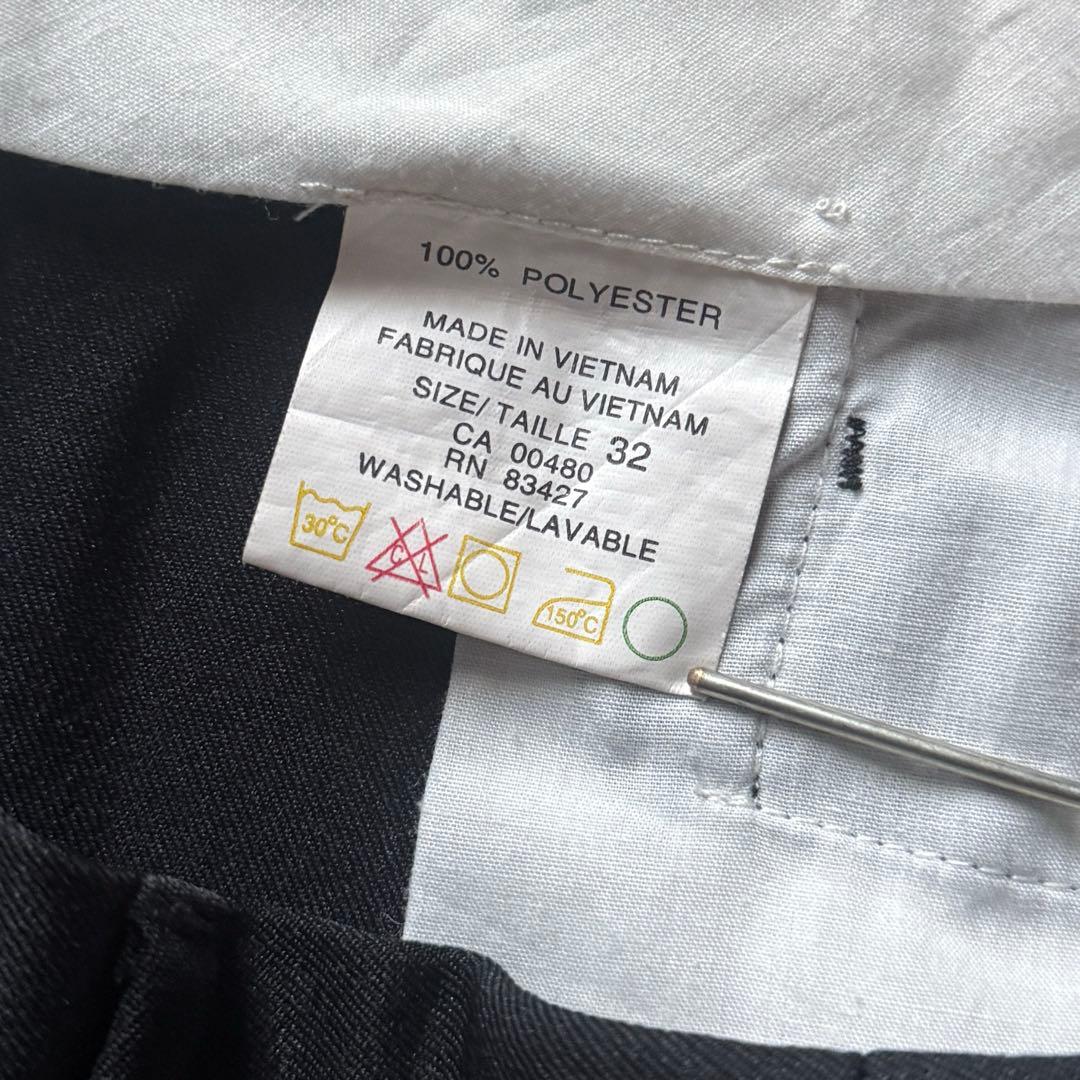 100% POLYESTER
MADE IN VIETNAM
FABRIQUE AU VIETNAM
SIZE/TAILLE 32
CA 00480
RN 83427
WASHABLE/LAVABLE
30°C CL 150°C